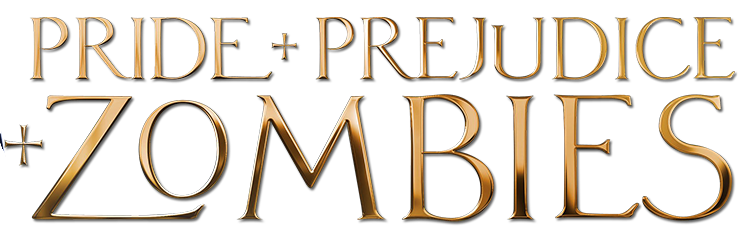 PRIDE + PREJUDICE
+ ZOMBIES